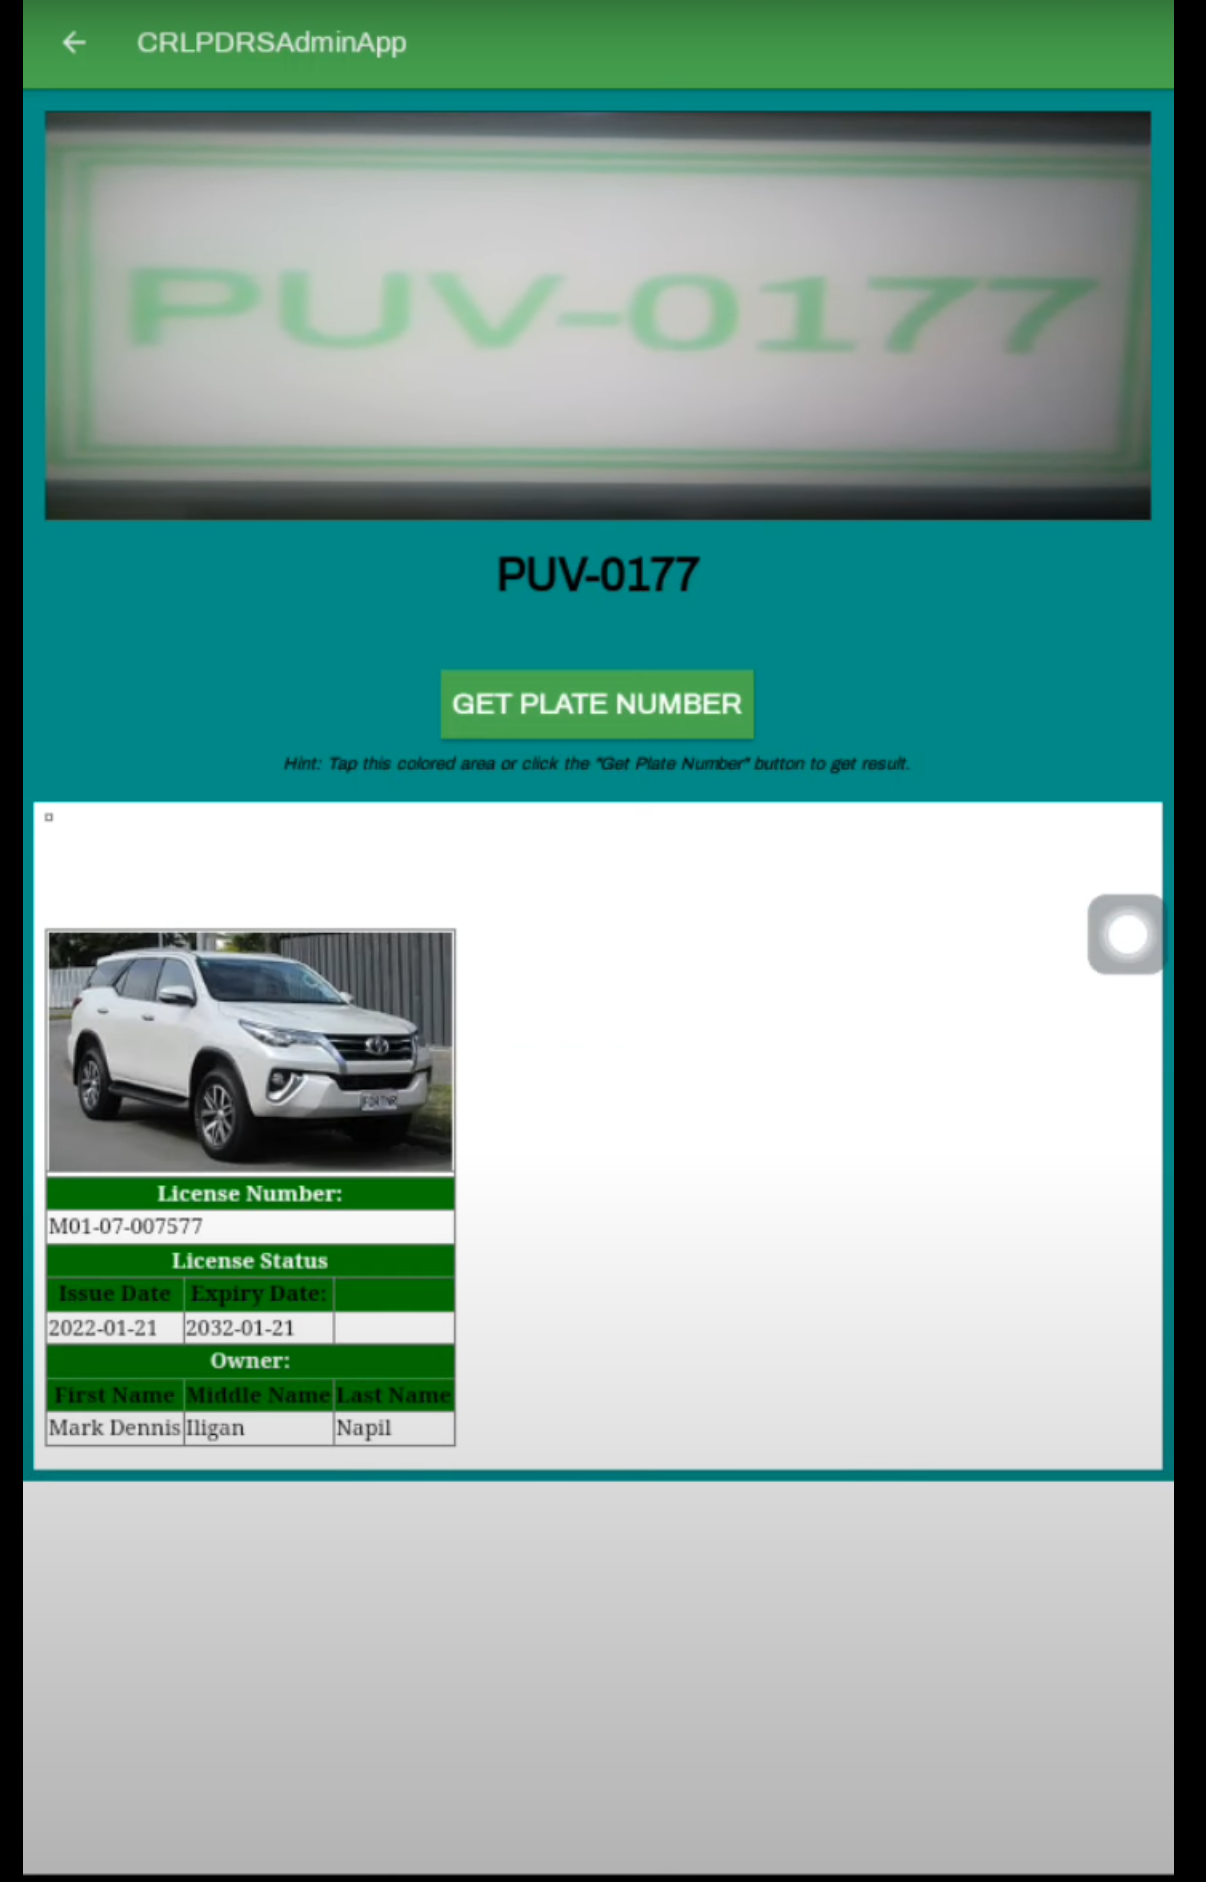 CRLPDRSAdminApp
PUV-0177
PUV-0177
GET PLATE NUMBER
Hint: Tap this colored area or click the "Get Plate Number" button to get result.
FORTNR
License Number:
M01-07-007577
License Status
Issue Date Expiry Date:
2022-01-21 2032-01-21
Owner:
First Name Middle Name Last Name
Mark Dennis Iligan Napil